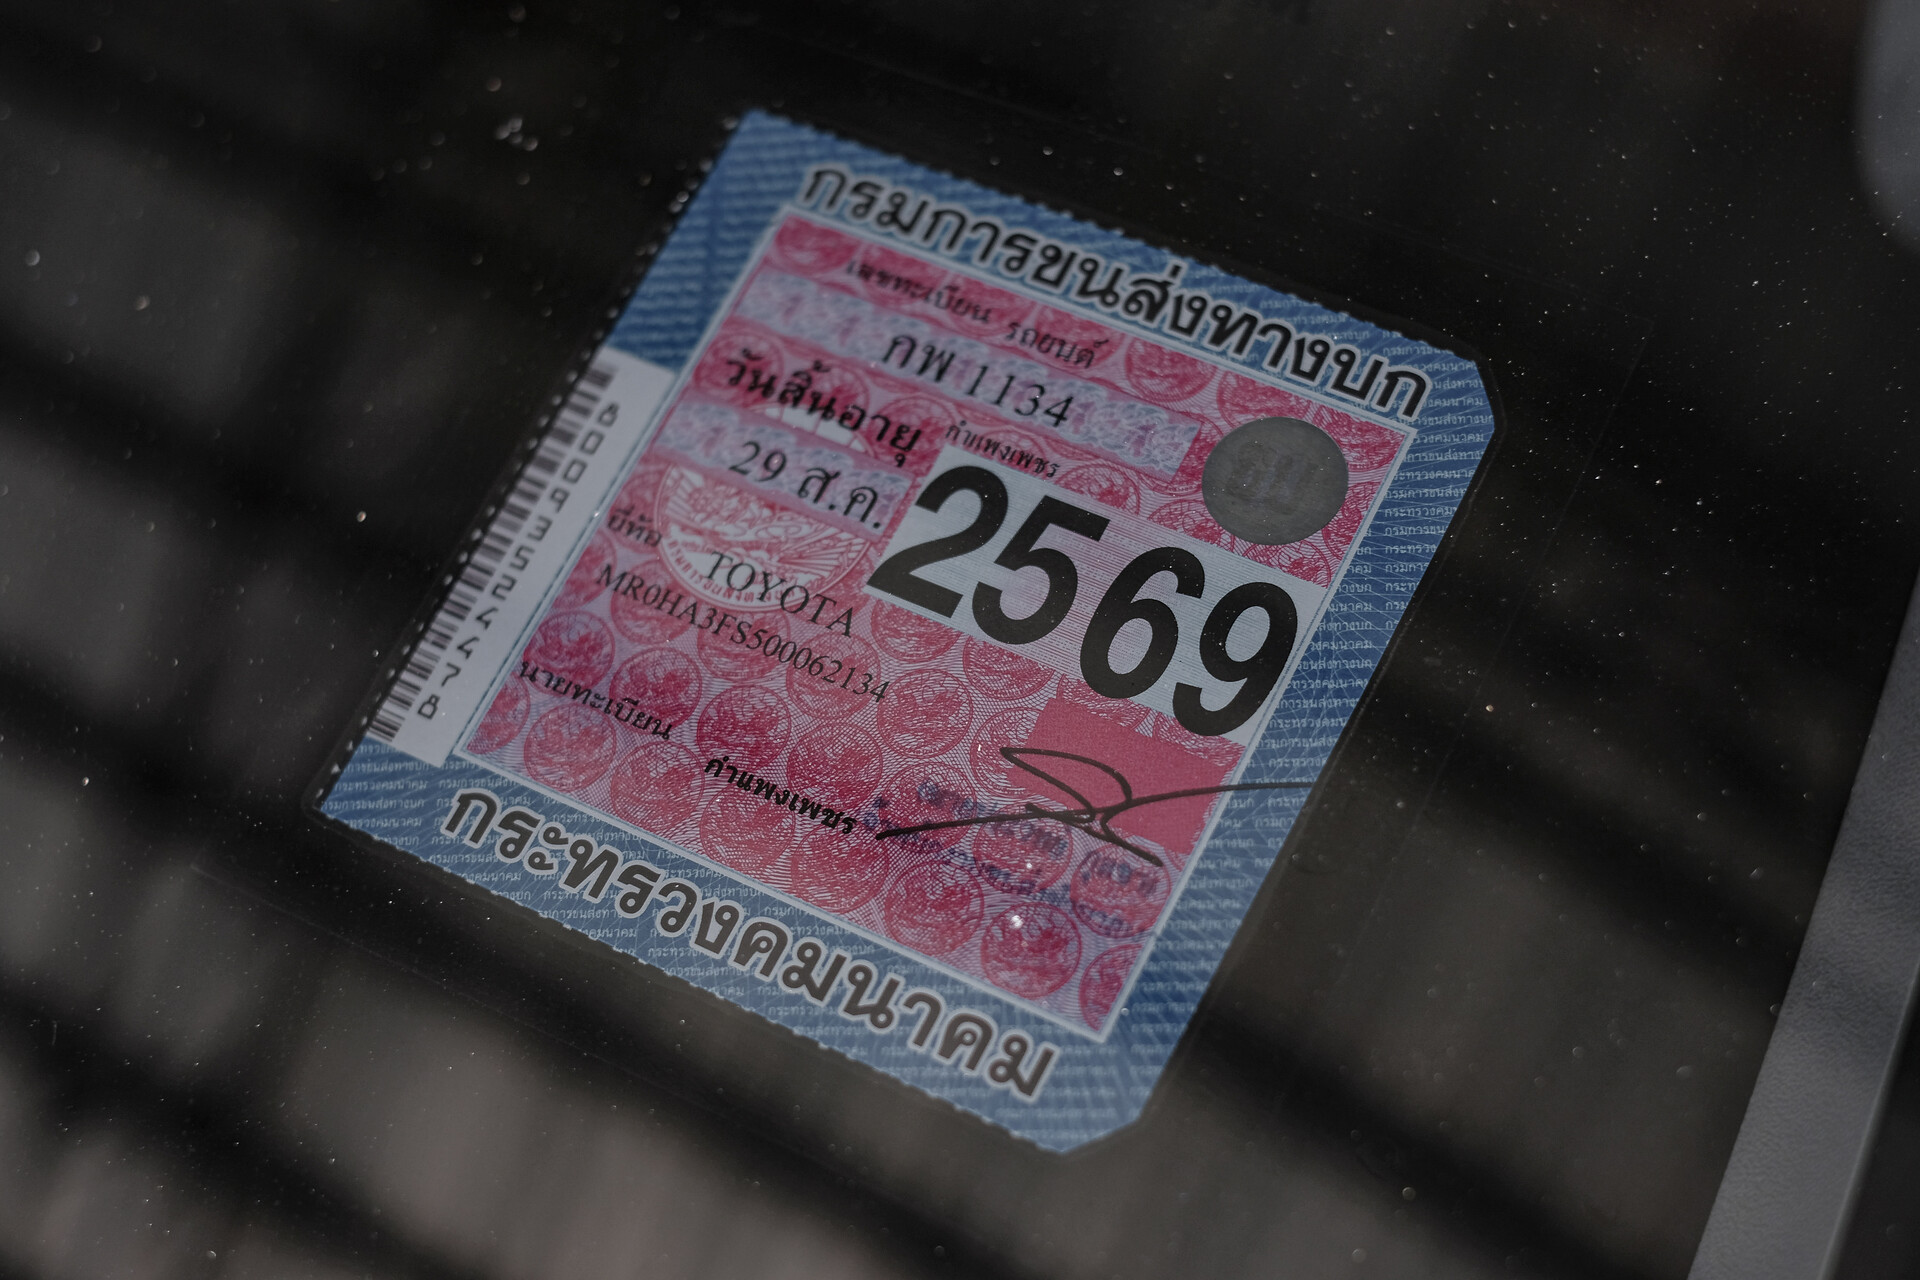 กรมการขนส่งทางบก
เลขทะเบียน รถยนต์
กพ 1134
กำแพงเพชร
วันสิ้นอายุ
29 ส.ค.
2569
ยี่ห้อ TOYOTA
MR0HA3FS500062134
นายทะเบียน
กำแพงเพชร
กระทรวงคมนาคม